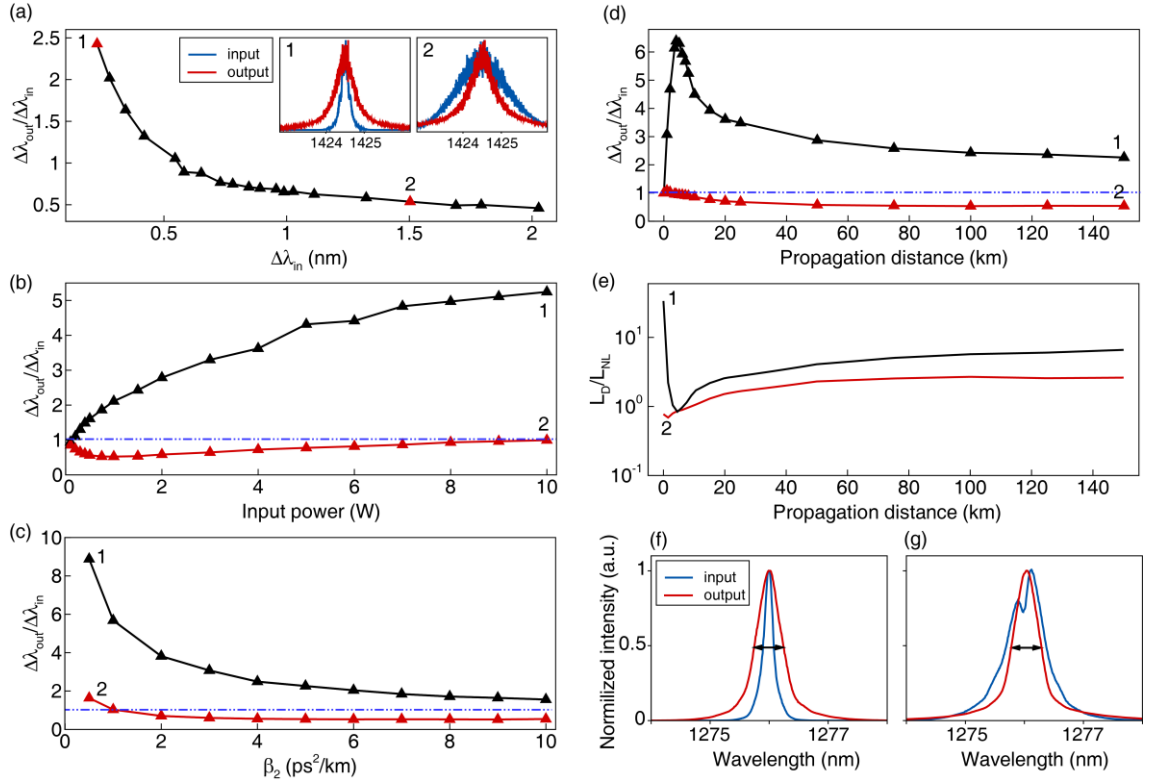 (a)
2.5
2
1.5
1
0.5
Δλout/Δλin
1
2
input
output
1
1424 1425
2
1424 1425
0.5 1 1.5 2
Δλin (nm)
(b)
5
4
3
2
1
0
Δλout/Δλin
1
2
0 2 4 6 8 10
Input power (W)
(c)
10
8
6
4
2
0
Δλout/Δλin
1
2
0 2 4 6 8 10
β2 (ps2/km)
(d)
6
5
4
3
2
1
0
Δλout/Δλin
1
2
0 20 40 60 80 100 120 140
Propagation distance (km)
(e)
10^1
10^0
10^-1
LD/LNL
1
2
0 20 40 60 80 100 120 140
Propagation distance (km)
(f)
Normilized intensity (a.u.)
1
0.5
0
input
output
1275 1277
Wavelength (nm)
(g)
1275 1277
Wavelength (nm)